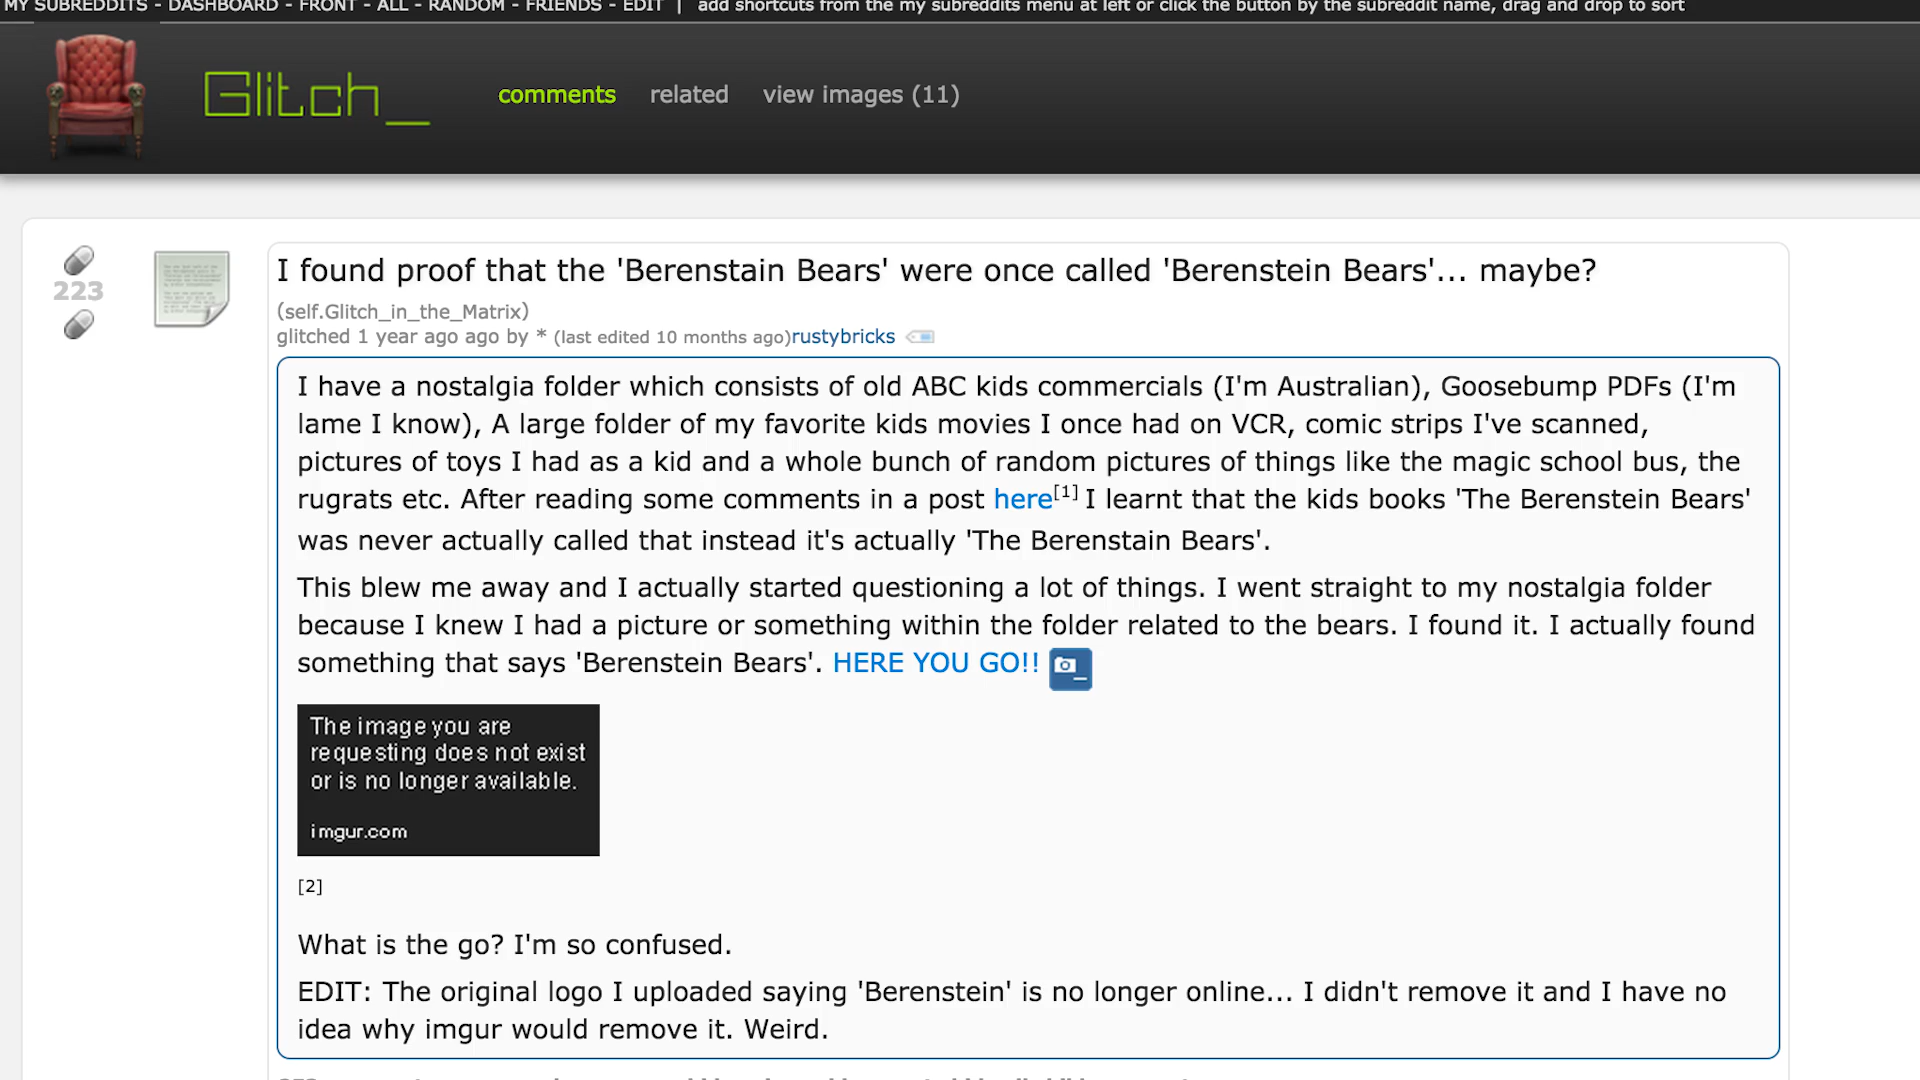 MY SUBREDDITS - DASHBOARD - FRONT - ALL - RANDOM - FRIENDS - EDIT | add shortcuts from the my subreddits menu at left or click the button by the subreddit name, drag and drop to sort
Glitch_ comments related view images (11)
I found proof that the 'Berenstain Bears' were once called 'Berenstein Bears'... maybe?
223
(self.Glitch_in_the_Matrix)
glitched 1 year ago ago by * (last edited 10 months ago)rustybricks
I have a nostalgia folder which consists of old ABC kids commercials (I'm Australian), Goosebump PDFs (I'm
lame I know), A large folder of my favorite kids movies I once had on VCR, comic strips I've scanned,
pictures of toys I had as a kid and a whole bunch of random pictures of things like the magic school bus, the
rugrats etc. After reading some comments in a post here[1] I learnt that the kids books 'The Berenstein Bears'
was never actually called that instead it's actually 'The Berenstain Bears'.
This blew me away and I actually started questioning a lot of things. I went straight to my nostalgia folder
because I knew I had a picture or something within the folder related to the bears. I found it. I actually found
something that says 'Berenstein Bears'. HERE YOU GO!!
The image you are
requesting does not exist
or is no longer available.
imgur.com
[2]
What is the go? I'm so confused.
EDIT: The original logo I uploaded saying 'Berenstein' is no longer online... I didn't remove it and I have no
idea why imgur would remove it. Weird.